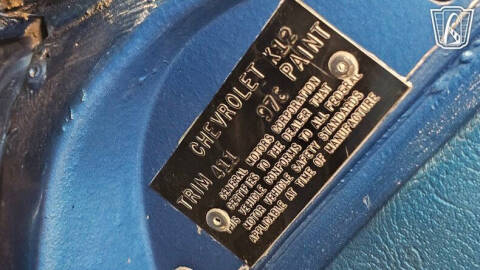 CHEVROLET K12
TRIM 411 97C PAINT
GENERAL MOTORS CORPORATION
CERTIFIES TO THE DEALER THAT
THIS VEHICLE CONFORMS TO ALL FEDERAL
MOTOR VEHICLE SAFETY STANDARDS
APPLICABLE AT TIME OF MANUFACTURE